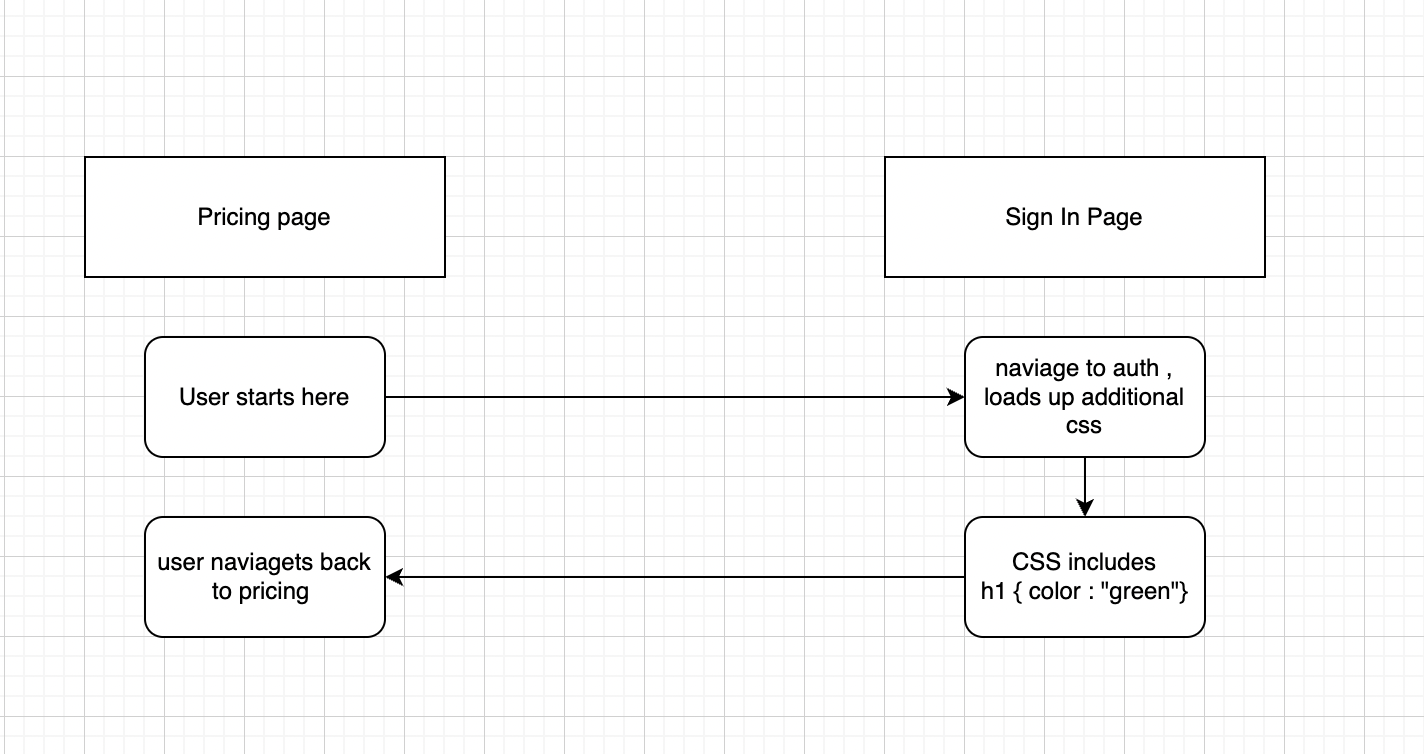 Pricing page
Sign In Page
User starts here
naviage to auth ,
loads up additional
css
user naviagets back
to pricing
CSS includes
h1 { color : "green"}